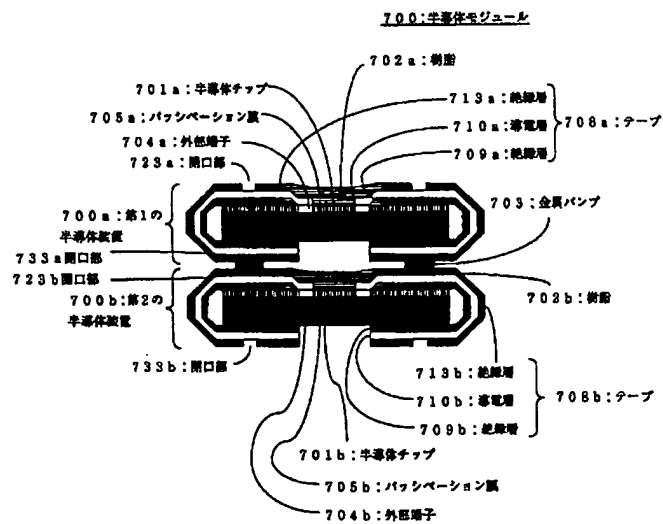 700:半導体モジュール
702a:樹脂
701a:半導体チップ
705a:パッシベーション膜
704a:外部端子
723a:開口部
713a:絶縁層
710a:導電層
709a:絶縁層
708a:テープ
700a:第1の
半導体装置
703:金属バンプ
733a開口部
723b開口部
700b:第2の
半導体装置
702b:樹脂
733b:開口部
713b:絶縁層
710b:導電層
709b:絶縁層
708b:テープ
701b:半導体チップ
705b:パッシベーション膜
704b:外部端子